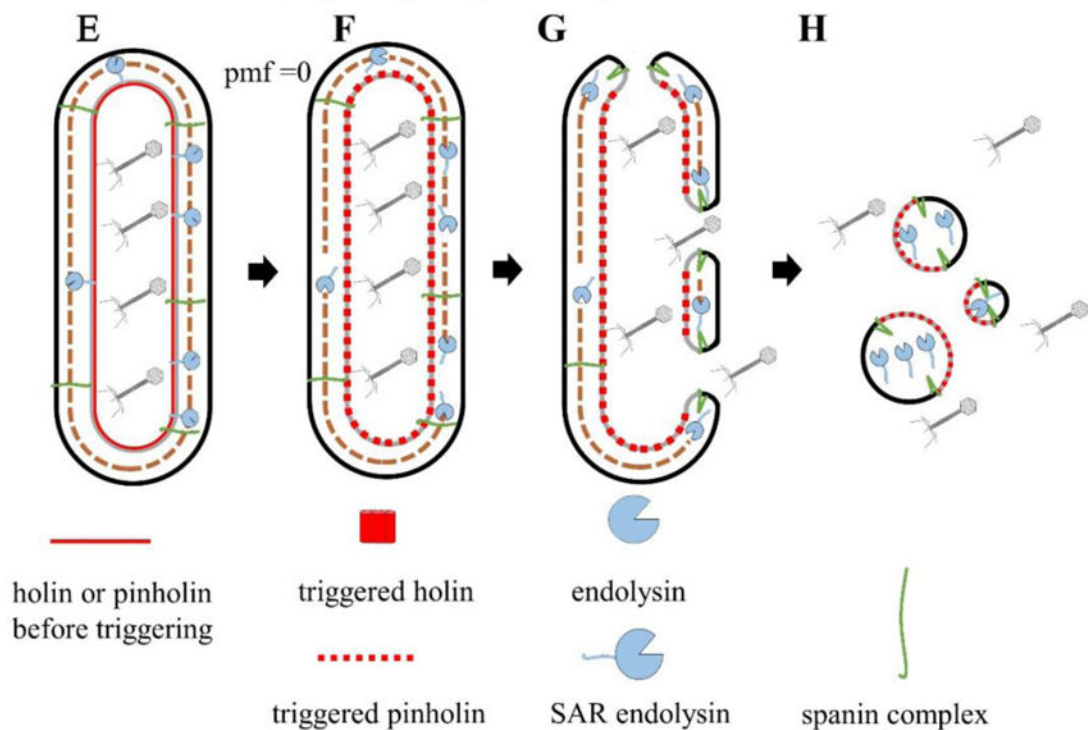 E
F
G
H
pmf =0
holin or pinholin
before triggering
triggered holin
endolysin
triggered pinholin
SAR endolysin
spanin complex